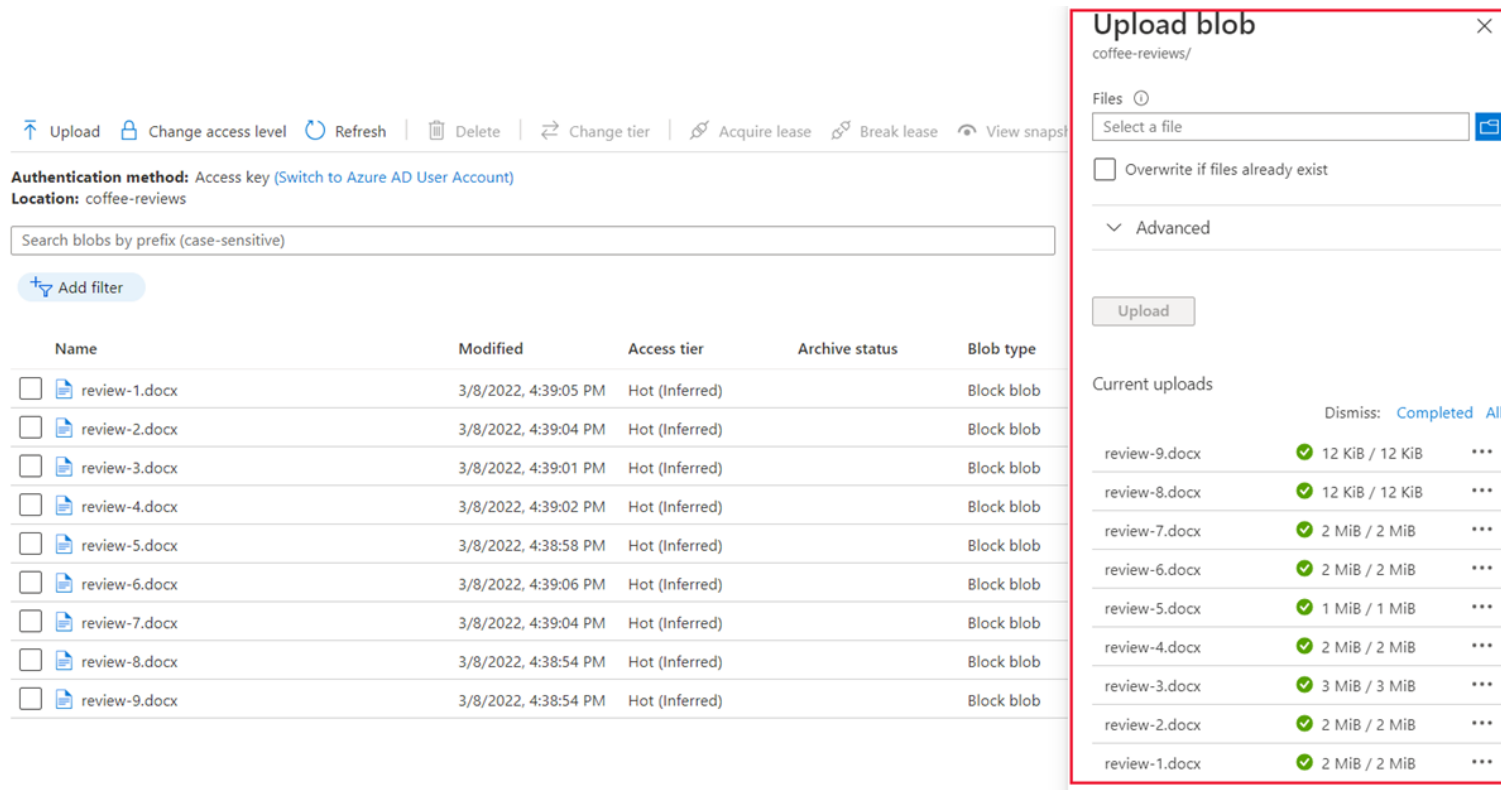 Upload Change access level Refresh Delete Change tier Acquire lease Break lease View snapsh
Authentication method: Access key (Switch to Azure AD User Account)
Location: coffee-reviews
Search blobs by prefix (case-sensitive)
Add filter
Name Modified Access tier Archive status Blob type
review-1.docx 3/8/2022, 4:39:05 PM Hot (Inferred) Block blob
review-2.docx 3/8/2022, 4:39:04 PM Hot (Inferred) Block blob
review-3.docx 3/8/2022, 4:39:01 PM Hot (Inferred) Block blob
review-4.docx 3/8/2022, 4:39:02 PM Hot (Inferred) Block blob
review-5.docx 3/8/2022, 4:38:58 PM Hot (Inferred) Block blob
review-6.docx 3/8/2022, 4:39:06 PM Hot (Inferred) Block blob
review-7.docx 3/8/2022, 4:39:04 PM Hot (Inferred) Block blob
review-8.docx 3/8/2022, 4:38:54 PM Hot (Inferred) Block blob
review-9.docx 3/8/2022, 4:38:54 PM Hot (Inferred) Block blob
Upload blob
coffee-reviews/
Files
Select a file
Overwrite if files already exist
Advanced
Upload
Current uploads
Dismiss: Completed All
review-9.docx 12 KiB / 12 KiB
review-8.docx 12 KiB / 12 KiB
review-7.docx 2 MiB / 2 MiB
review-6.docx 2 MiB / 2 MiB
review-5.docx 1 MiB / 1 MiB
review-4.docx 2 MiB / 2 MiB
review-3.docx 3 MiB / 3 MiB
review-2.docx 2 MiB / 2 MiB
review-1.docx 2 MiB / 2 MiB